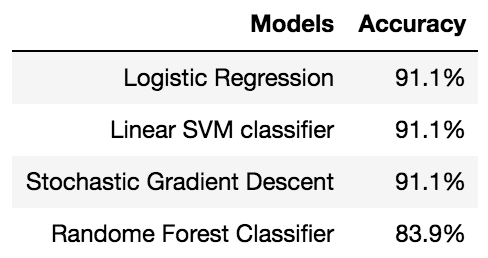 Models Accuracy
Logistic Regression 91.1%
Linear SVM classifier 91.1%
Stochastic Gradient Descent 91.1%
Randome Forest Classifier 83.9%